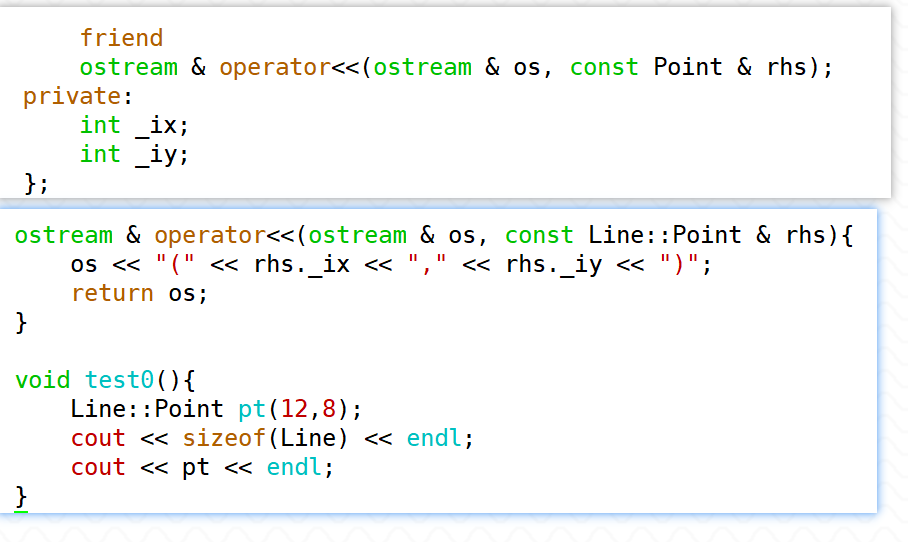 friend
ostream & operator<<(ostream & os, const Point & rhs);
private:
int _ix;
int _iy;
};
ostream & operator<<(ostream & os, const Line::Point & rhs){
os << "(" << rhs._ix << "," << rhs._iy << ")";
return os;
}
void test0(){
Line::Point pt(12,8);
cout << sizeof(Line) << endl;
cout << pt << endl;
}